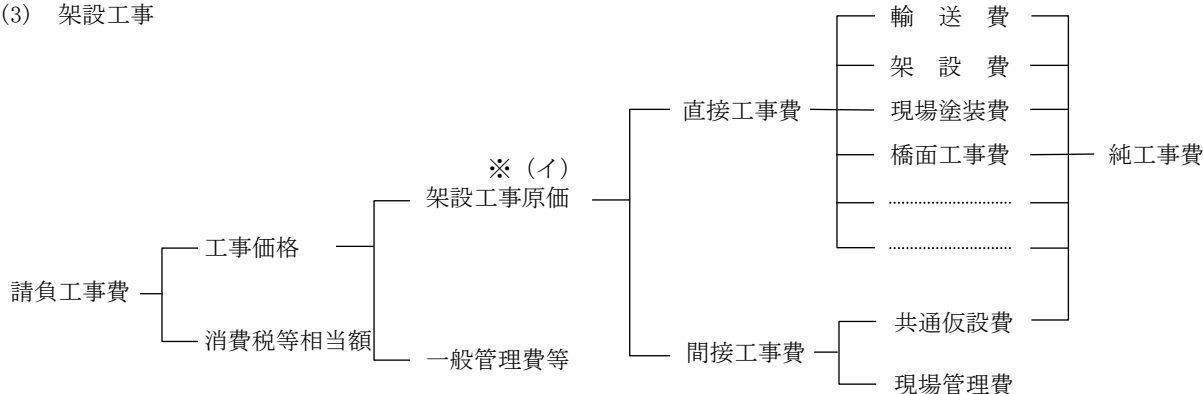 (3)　架設工事
輸　送　費
架　設　費
直接工事費
現場塗装費
※（イ）
橋面工事費
純工事費
架設工事原価
............................
工事価格
............................
請負工事費
消費税等相当額
共通仮設費
一般管理費等
間接工事費
現場管理費